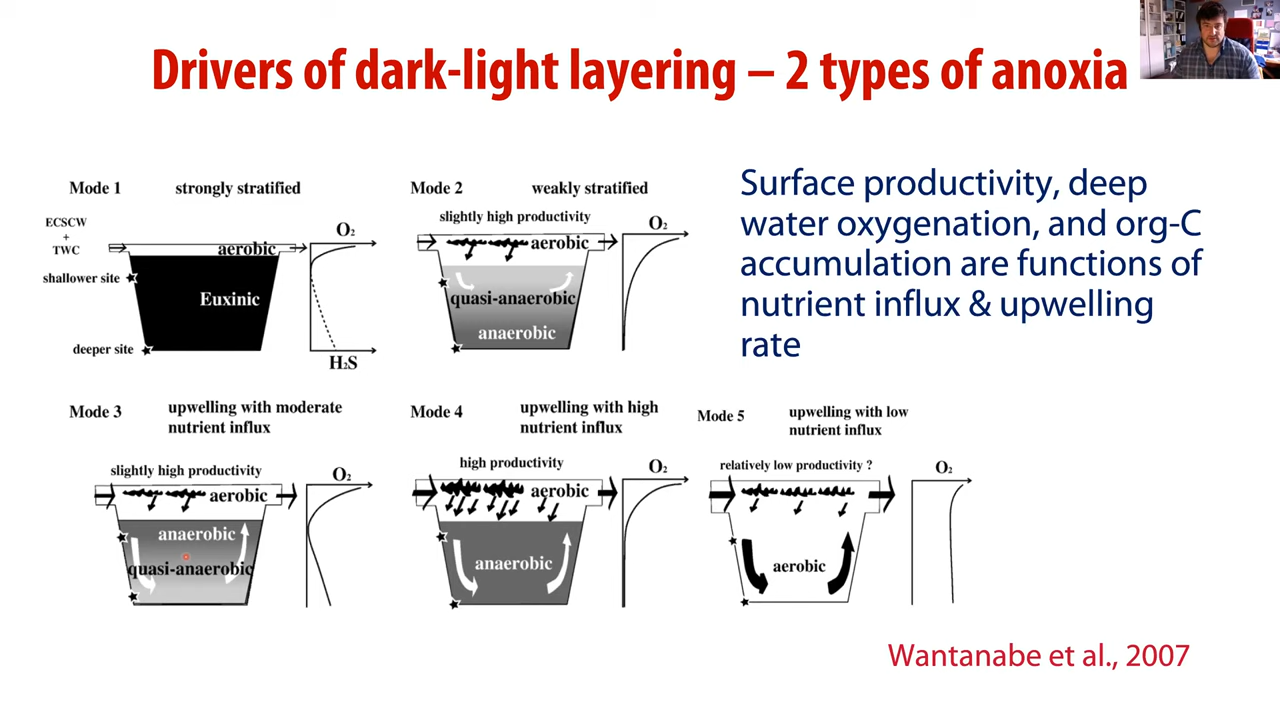 Drivers of dark-light layering – 2 types of anoxia
Mode 1
strongly stratified
ECSCW
+
TWC
aerobic
O₂
shallower site
Euxinic
deeper site
H₂S
Mode 2
weakly stratified
slightly high productivity
aerobic
O₂
quasi-anaerobic
anaerobic
Surface productivity, deep
water oxygenation, and org-C
accumulation are functions of
nutrient influx & upwelling
rate
Mode 3
upwelling with moderate
nutrient influx
slightly high productivity
aerobic
O₂
anaerobic
quasi-anaerobic
Mode 4
upwelling with high
nutrient influx
high productivity
aerobic
O₂
anaerobic
Mode 5
upwelling with low
nutrient influx
relatively low productivity ?
O₂
aerobic
Wantanabe et al., 2007